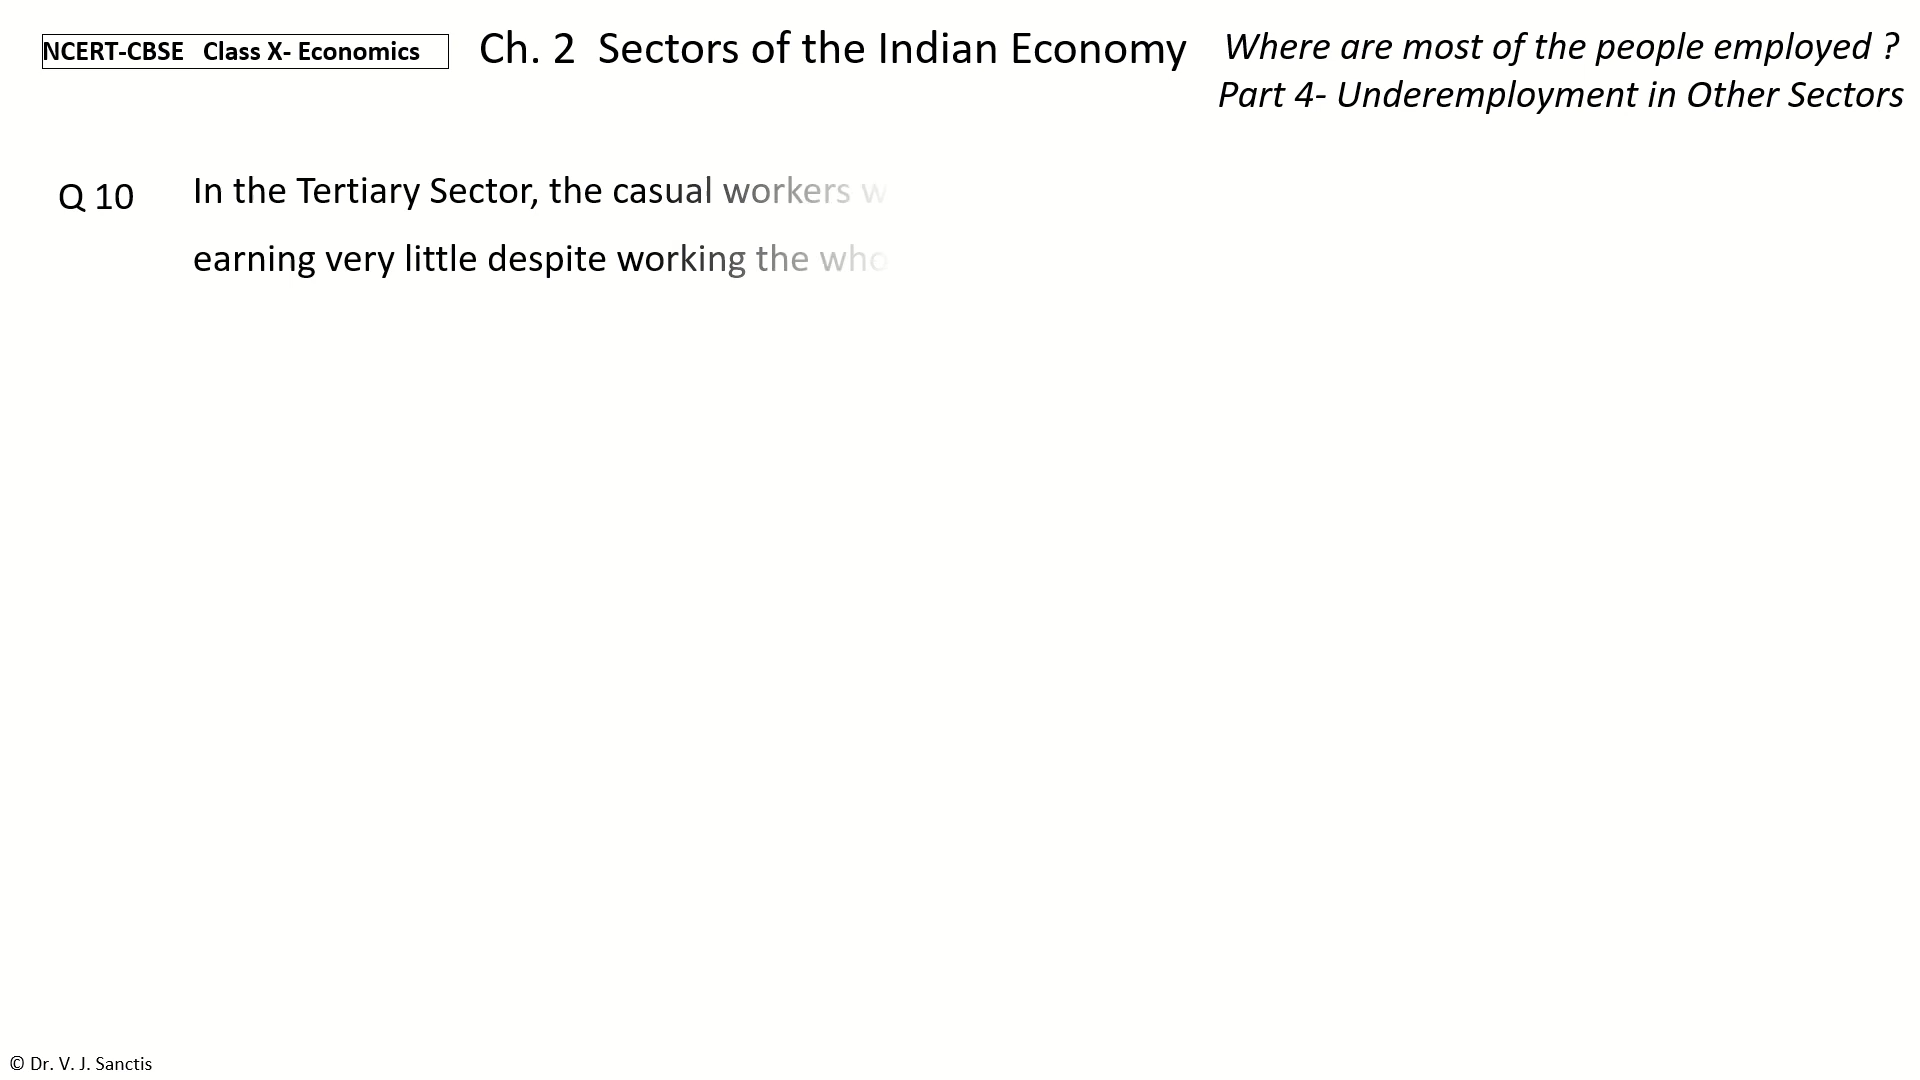 NCERT-CBSE Class X- Economics
Ch. 2 Sectors of the Indian Economy
Where are most of the people employed ?
Part 4- Underemployment in Other Sectors
Q 10
In the Tertiary Sector, the casual workers
earning very little despite working the
© Dr. V. J. Sanctis